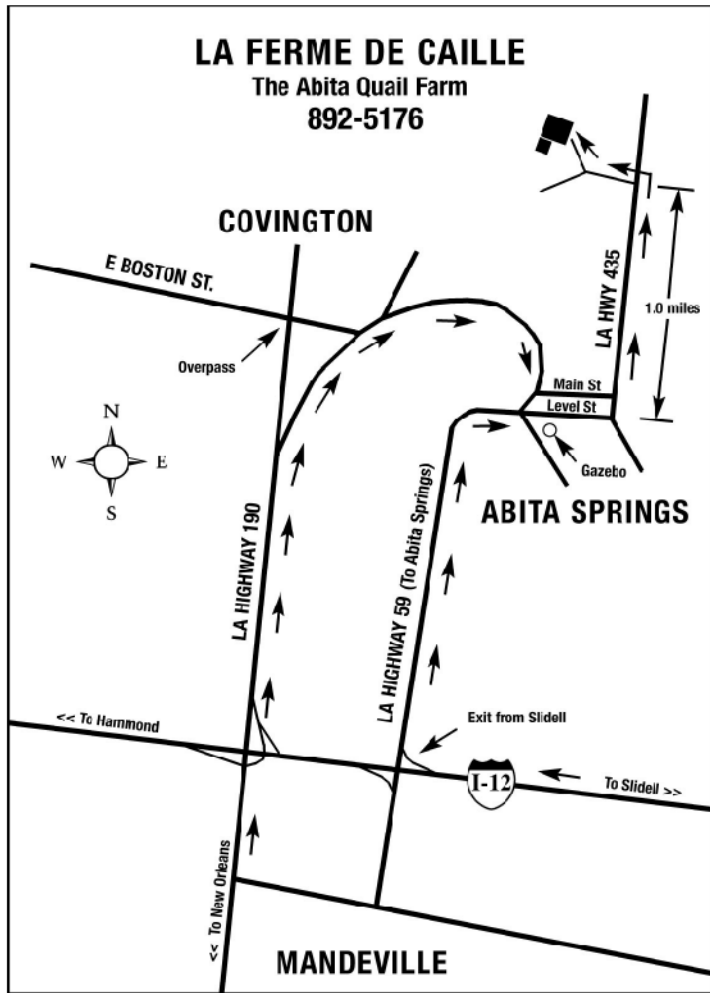 LA FERME DE CAILLE
The Abita Quail Farm
892-5176
COVINGTON
E BOSTON ST.
LA HWY 435
1.0 miles
Overpass
Main St
Level St
N
W
E
S
Gazebo
ABITA SPRINGS
LA HIGHWAY 190
LA HIGHWAY 59 (To Abita Springs)
<< To Hammond
Exit from Slidell
I-12
To Slidell >>
<< To New Orleans
MANDEVILLE